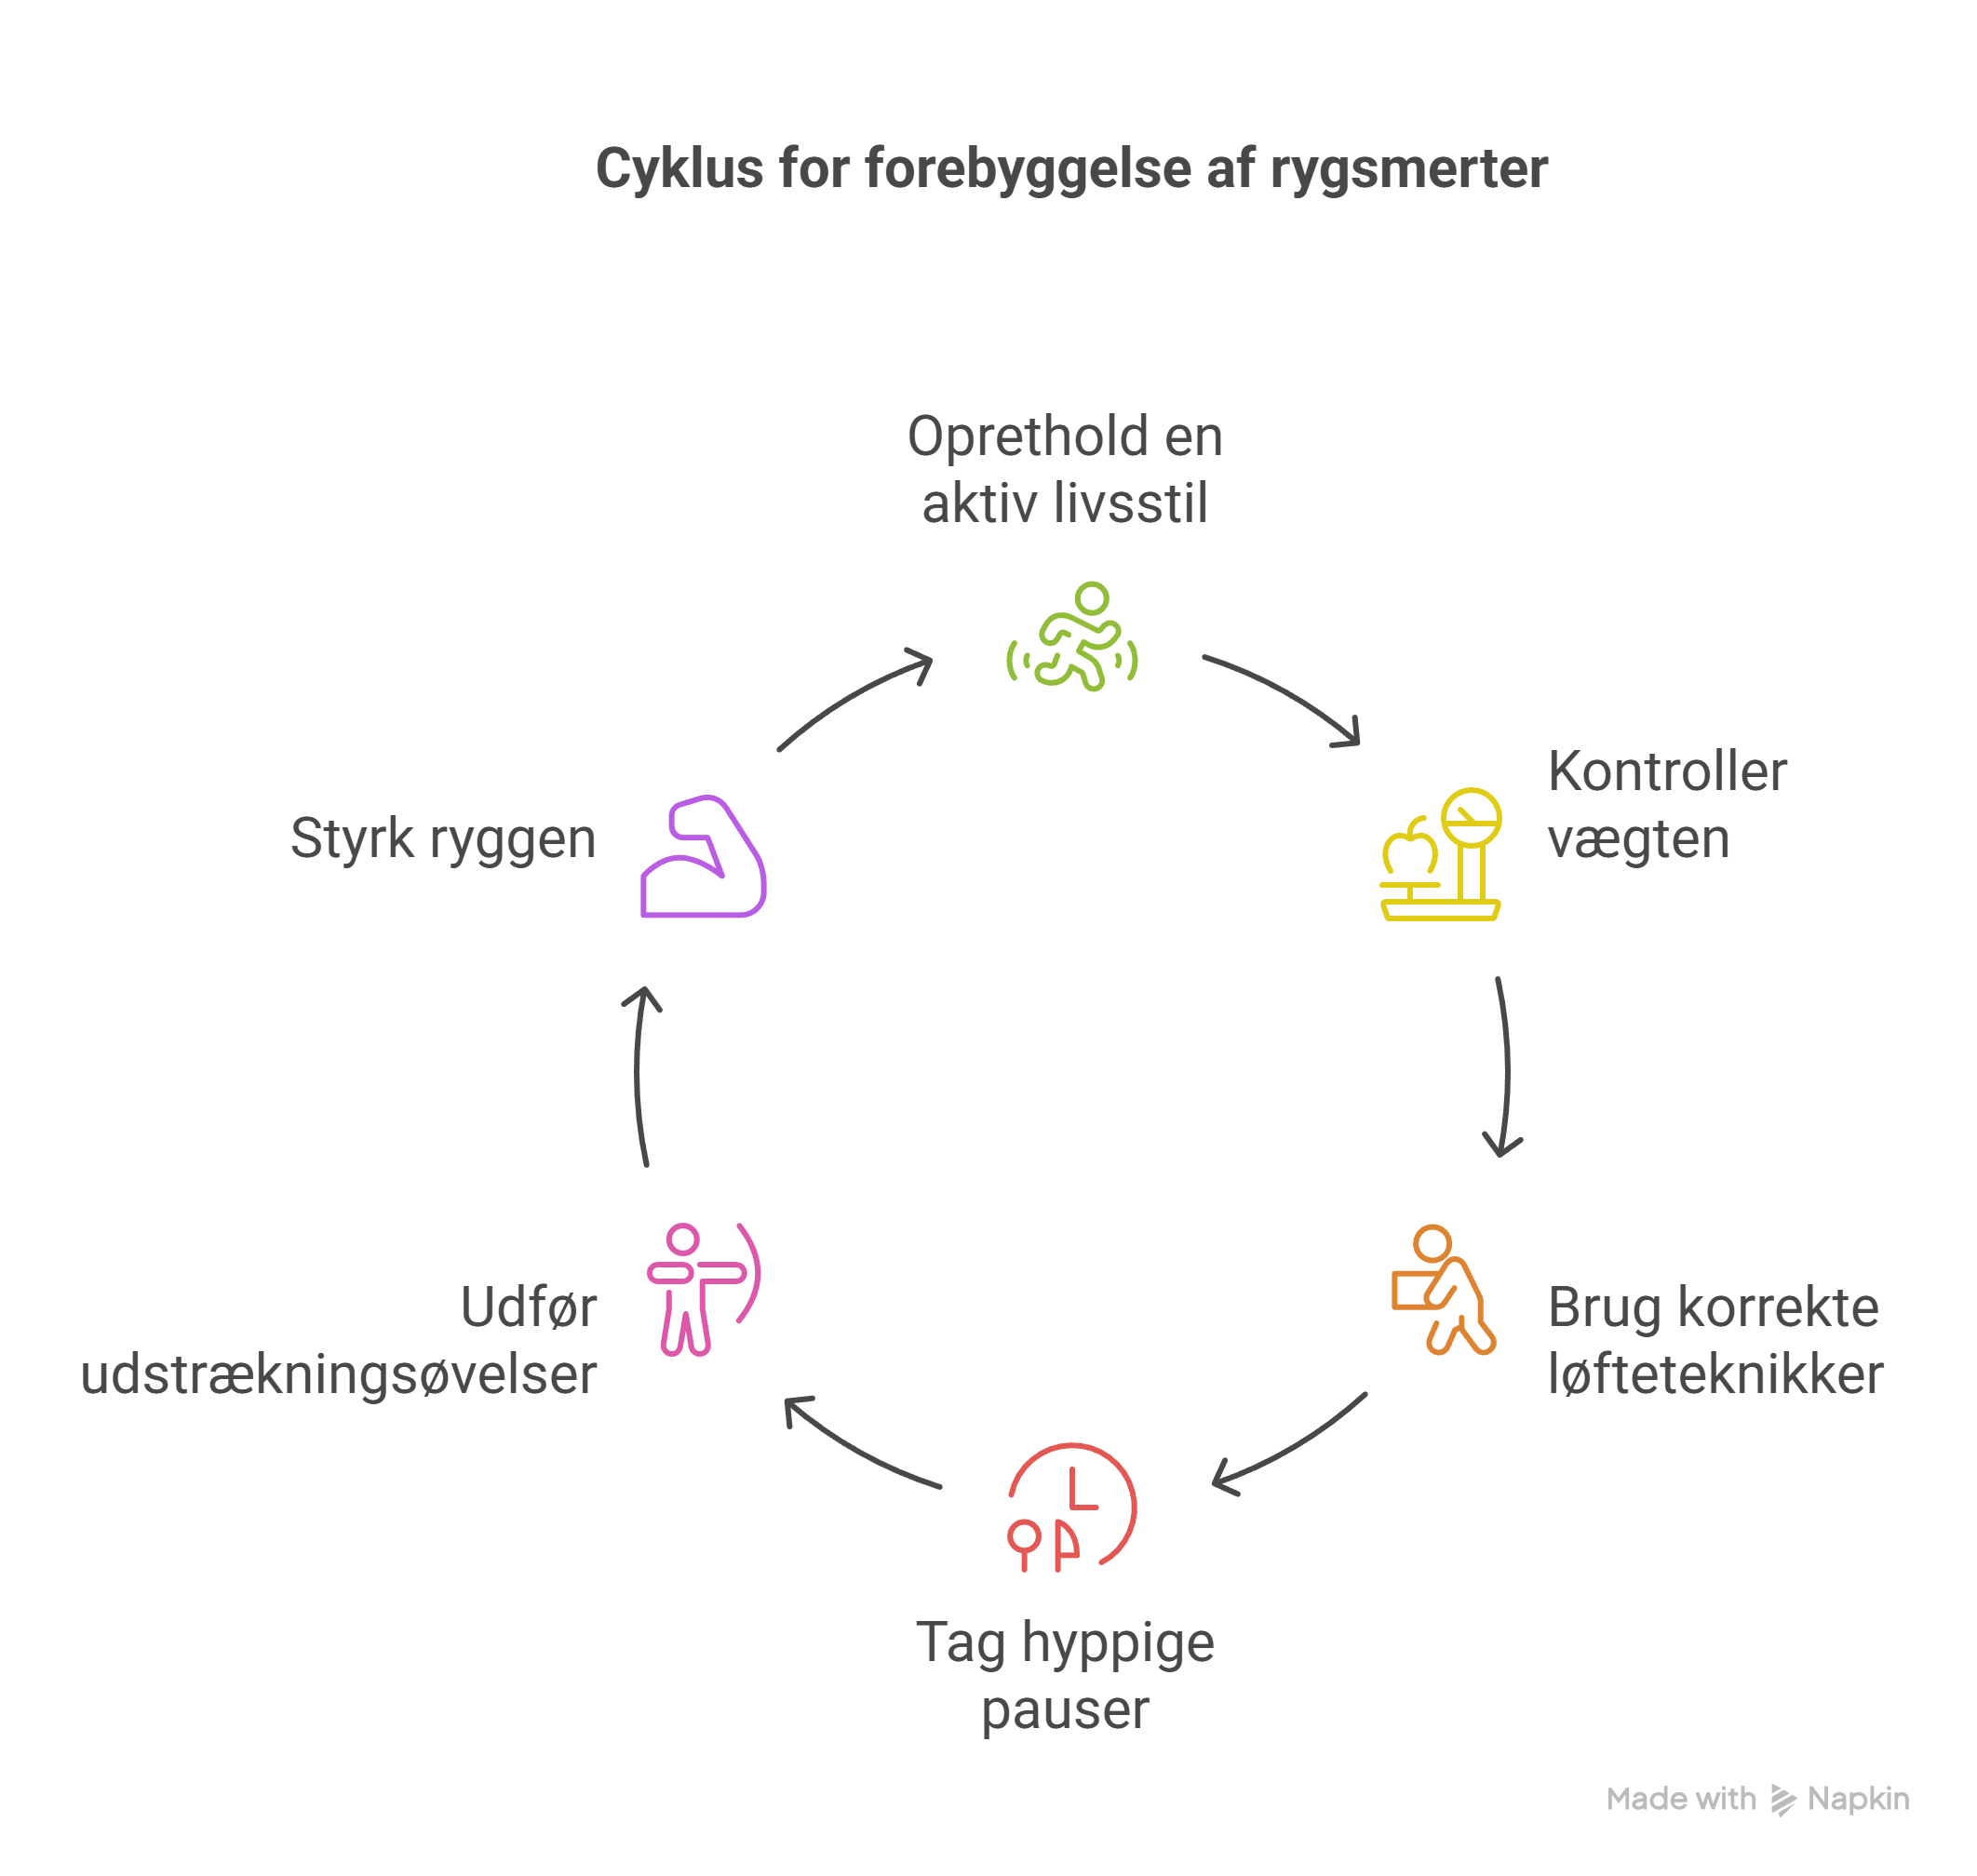 Cyklus for forebyggelse af rygsmerter
Oprethold en
aktiv livsstil
Kontroller
vægten
Styrk ryggen
Brug korrekte
løfteteknikker
Udfør
udstrækningsøvelser
Tag hyppige
pauser
Made with Napkin